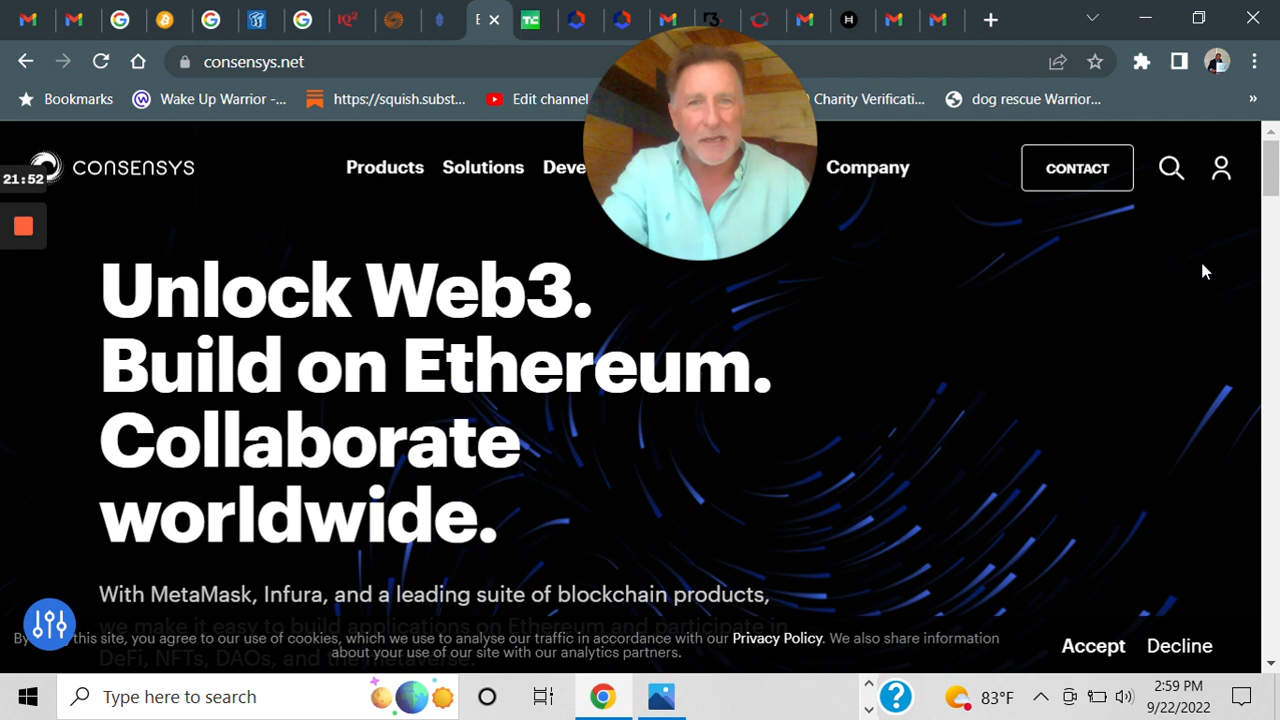 consensys.net
Bookmarks
Wake Up Warrior -...
https://squish.subst...
Edit channel
Charity Verificati...
dog rescue Warrior...
»
CONSENSYS
Products
Solutions
Deve
Company
CONTACT
21:52
Unlock Web3.
Build on Ethereum.
Collaborate
worldwide.
With MetaMask, Infura, and a leading suite of blockchain products,
we make it easy to build applications on Ethereum and participate in
DeFi, NFTs, DAOs, and the metaverse.
this site, you agree to our use of cookies, which we use to analyse our traffic in accordance with our Privacy Policy. We also share information
about your use of our site with our analytics partners.
Accept
Decline
Type here to search
83°F
2:59 PM
9/22/2022